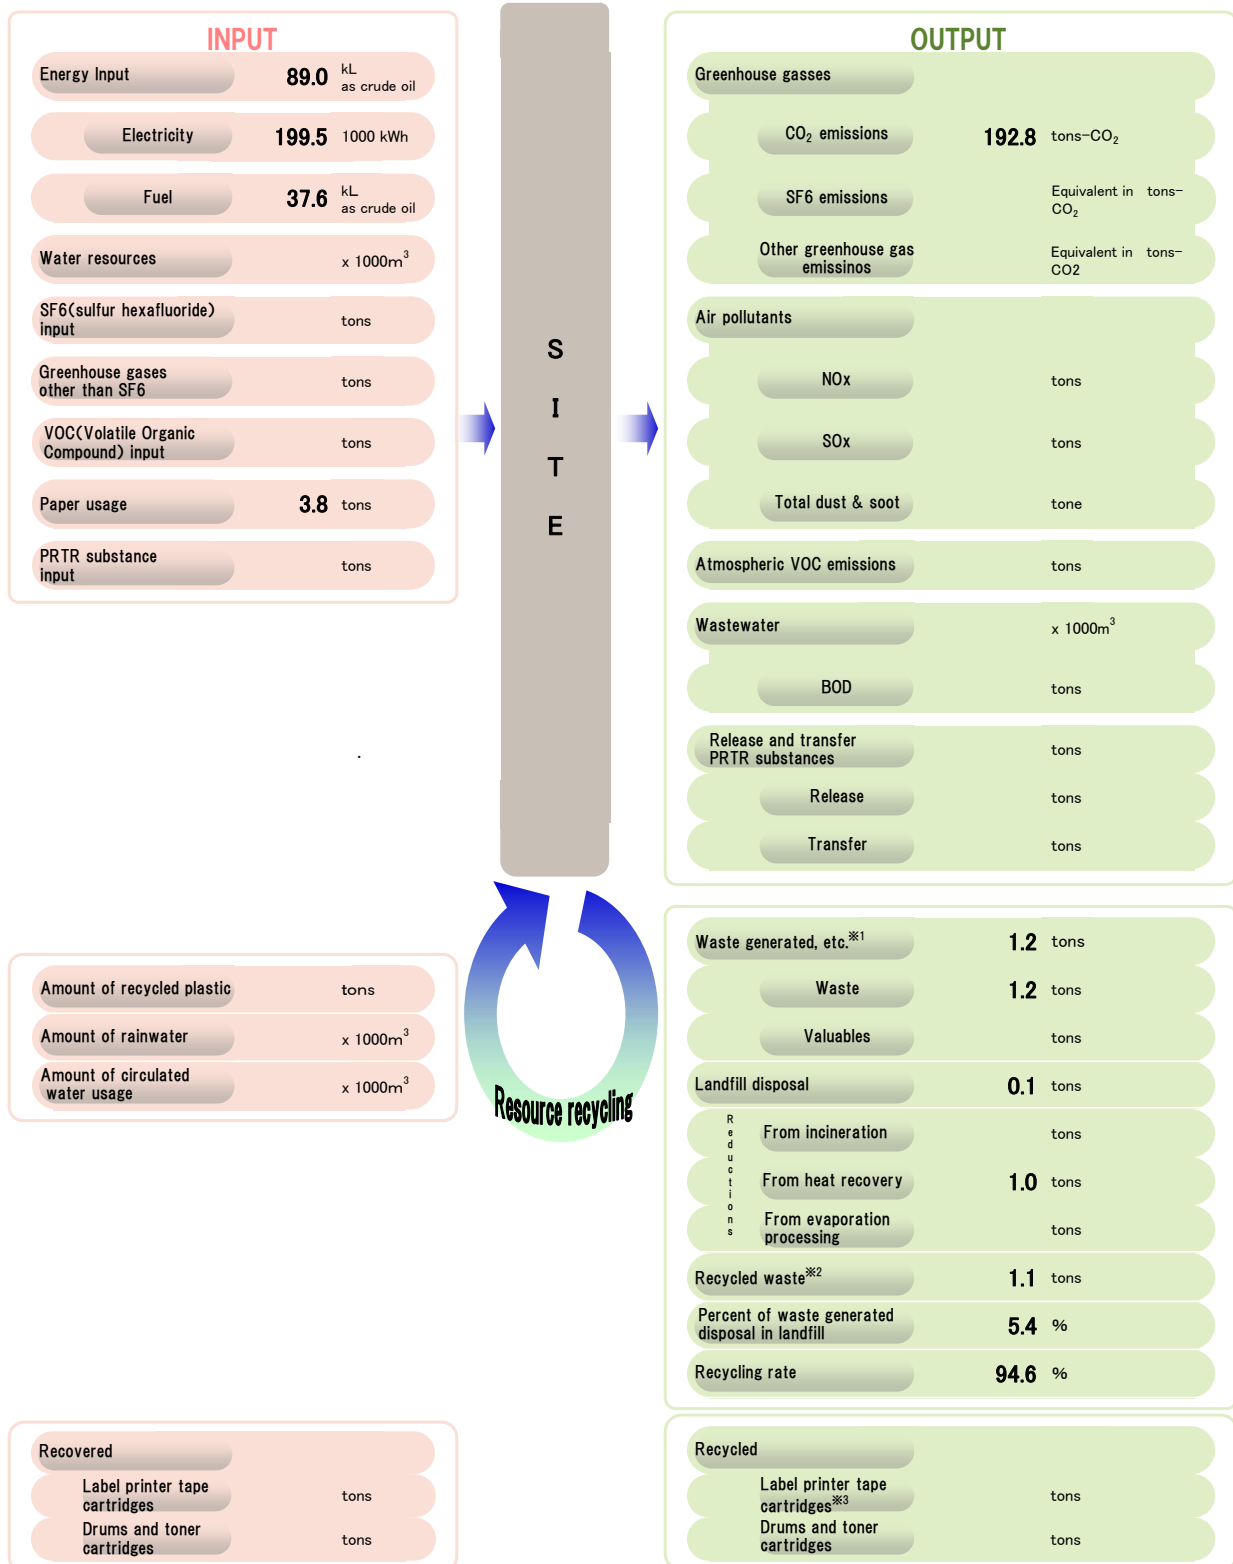 INPUT
Energy Input 89.0 kL
as crude oil
Electricity 199.5 1000 kWh
Fuel 37.6 kL
as crude oil
Water resources x 1000m³
SF6(sulfur hexafluoride)
input tons
Greenhouse gases
other than SF6 tons
VOC(Volatile Organic
Compound) input tons
Paper usage 3.8 tons
PRTR substance
input tons
S
I
T
E
OUTPUT
Greenhouse gasses
CO₂ emissions 192.8 tons-CO₂
SF6 emissions Equivalent in tons-
CO₂
Other greenhouse gas
emissinos Equivalent in tons-
CO2
Air pollutants
NOx tons
SOx tons
Total dust & soot tone
Atmospheric VOC emissions tons
Wastewater x 1000m³
BOD tons
Release and transfer
PRTR substances tons
Release tons
Transfer tons
Amount of recycled plastic tons
Amount of rainwater x 1000m³
Amount of circulated
water usage x 1000m³
Resource recycling
Waste generated, etc.※1 1.2 tons
Waste 1.2 tons
Valuables tons
Landfill disposal 0.1 tons
Reductions
From incineration tons
From heat recovery 1.0 tons
From evaporation
processing tons
Recycled waste※2 1.1 tons
Percent of waste generated
disposal in landfill 5.4 %
Recycling rate 94.6 %
Recovered
Label printer tape
cartridges tons
Drums and toner
cartridges tons
Recycled
Label printer tape
cartridges※3 tons
Drums and toner
cartridges tons